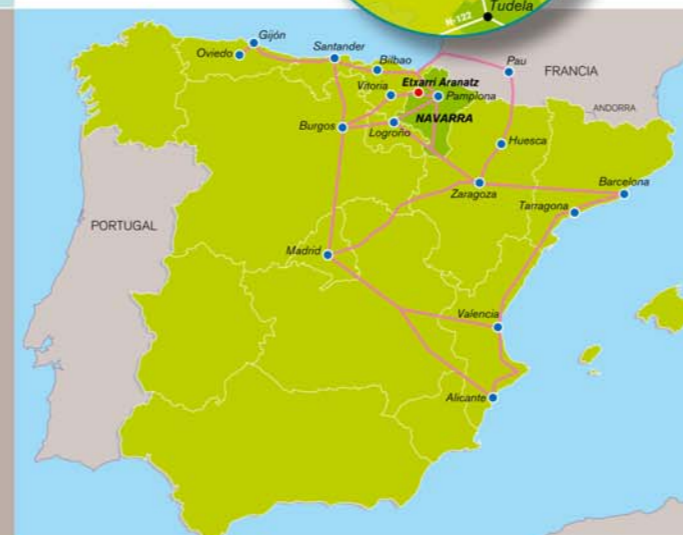 Tudela
N-122
Gijón
Oviedo
Santander
Bilbao
Pau
FRANCIA
Vitoria
Etxarri Aranatz
Pamplona
ANDORRA
NAVARRA
Burgos
Logroño
Huesca
Zaragoza
Barcelona
Tarragona
PORTUGAL
Madrid
Valencia
Alicante